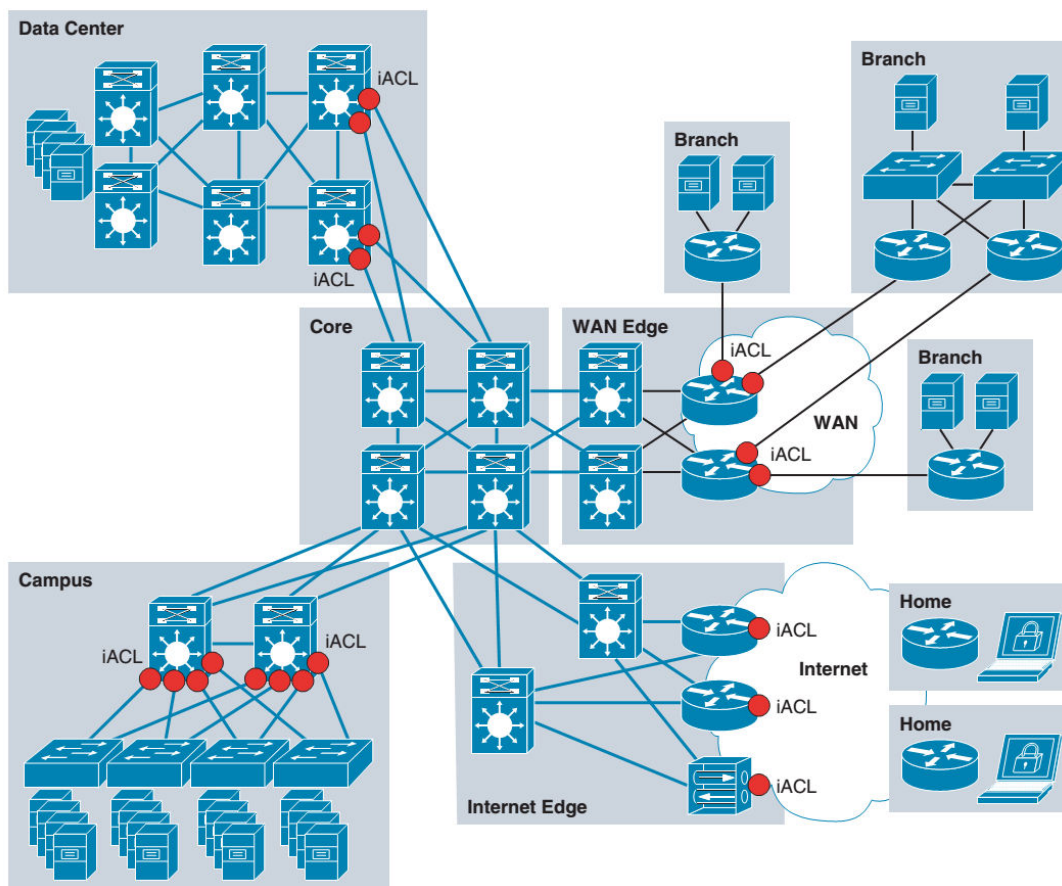 Data Center
iACL
iACL
Branch
Branch
Core
WAN Edge
iACL
WAN
iACL
Branch
Campus
iACL
iACL
Internet Edge
iACL
Internet
iACL
iACL
Home
Home